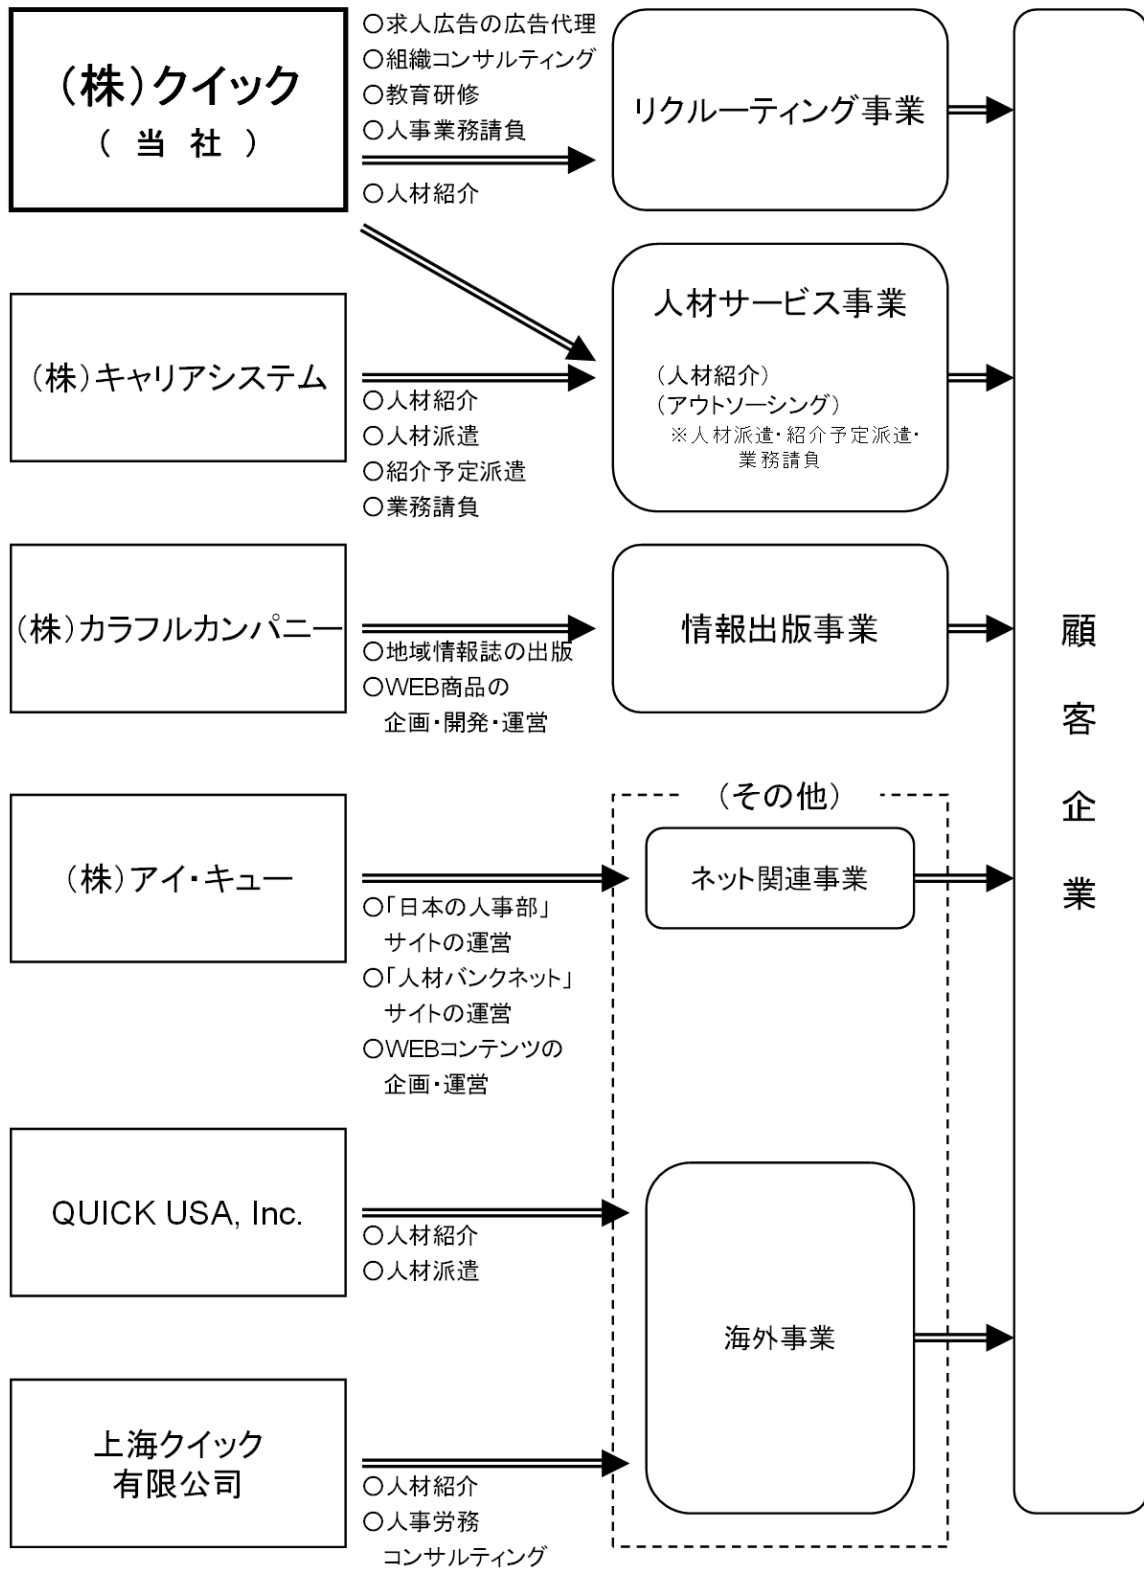 (株)クイック
( 当 社 )
○求人広告の広告代理
○組織コンサルティング
○教育研修
○人事業務請負
○人材紹介
リクルーティング事業
(株)キャリアシステム
○人材紹介
○人材派遣
○紹介予定派遣
○業務請負
人材サービス事業
(人材紹介)
(アウトソーシング)
※人材派遣・紹介予定派遣・
業務請負
(株)カラフルカンパニー
○地域情報誌の出版
○WEB商品の
企画・開発・運営
情報出版事業
(株)アイ・キュー
○「日本の人事部」
サイトの運営
○「人材バンクネット」
サイトの運営
○WEBコンテンツの
企画・運営
(その他)
ネット関連事業
QUICK USA, Inc.
○人材紹介
○人材派遣
海外事業
上海クイック
有限公司
○人材紹介
○人事労務
コンサルティング
顧客企業